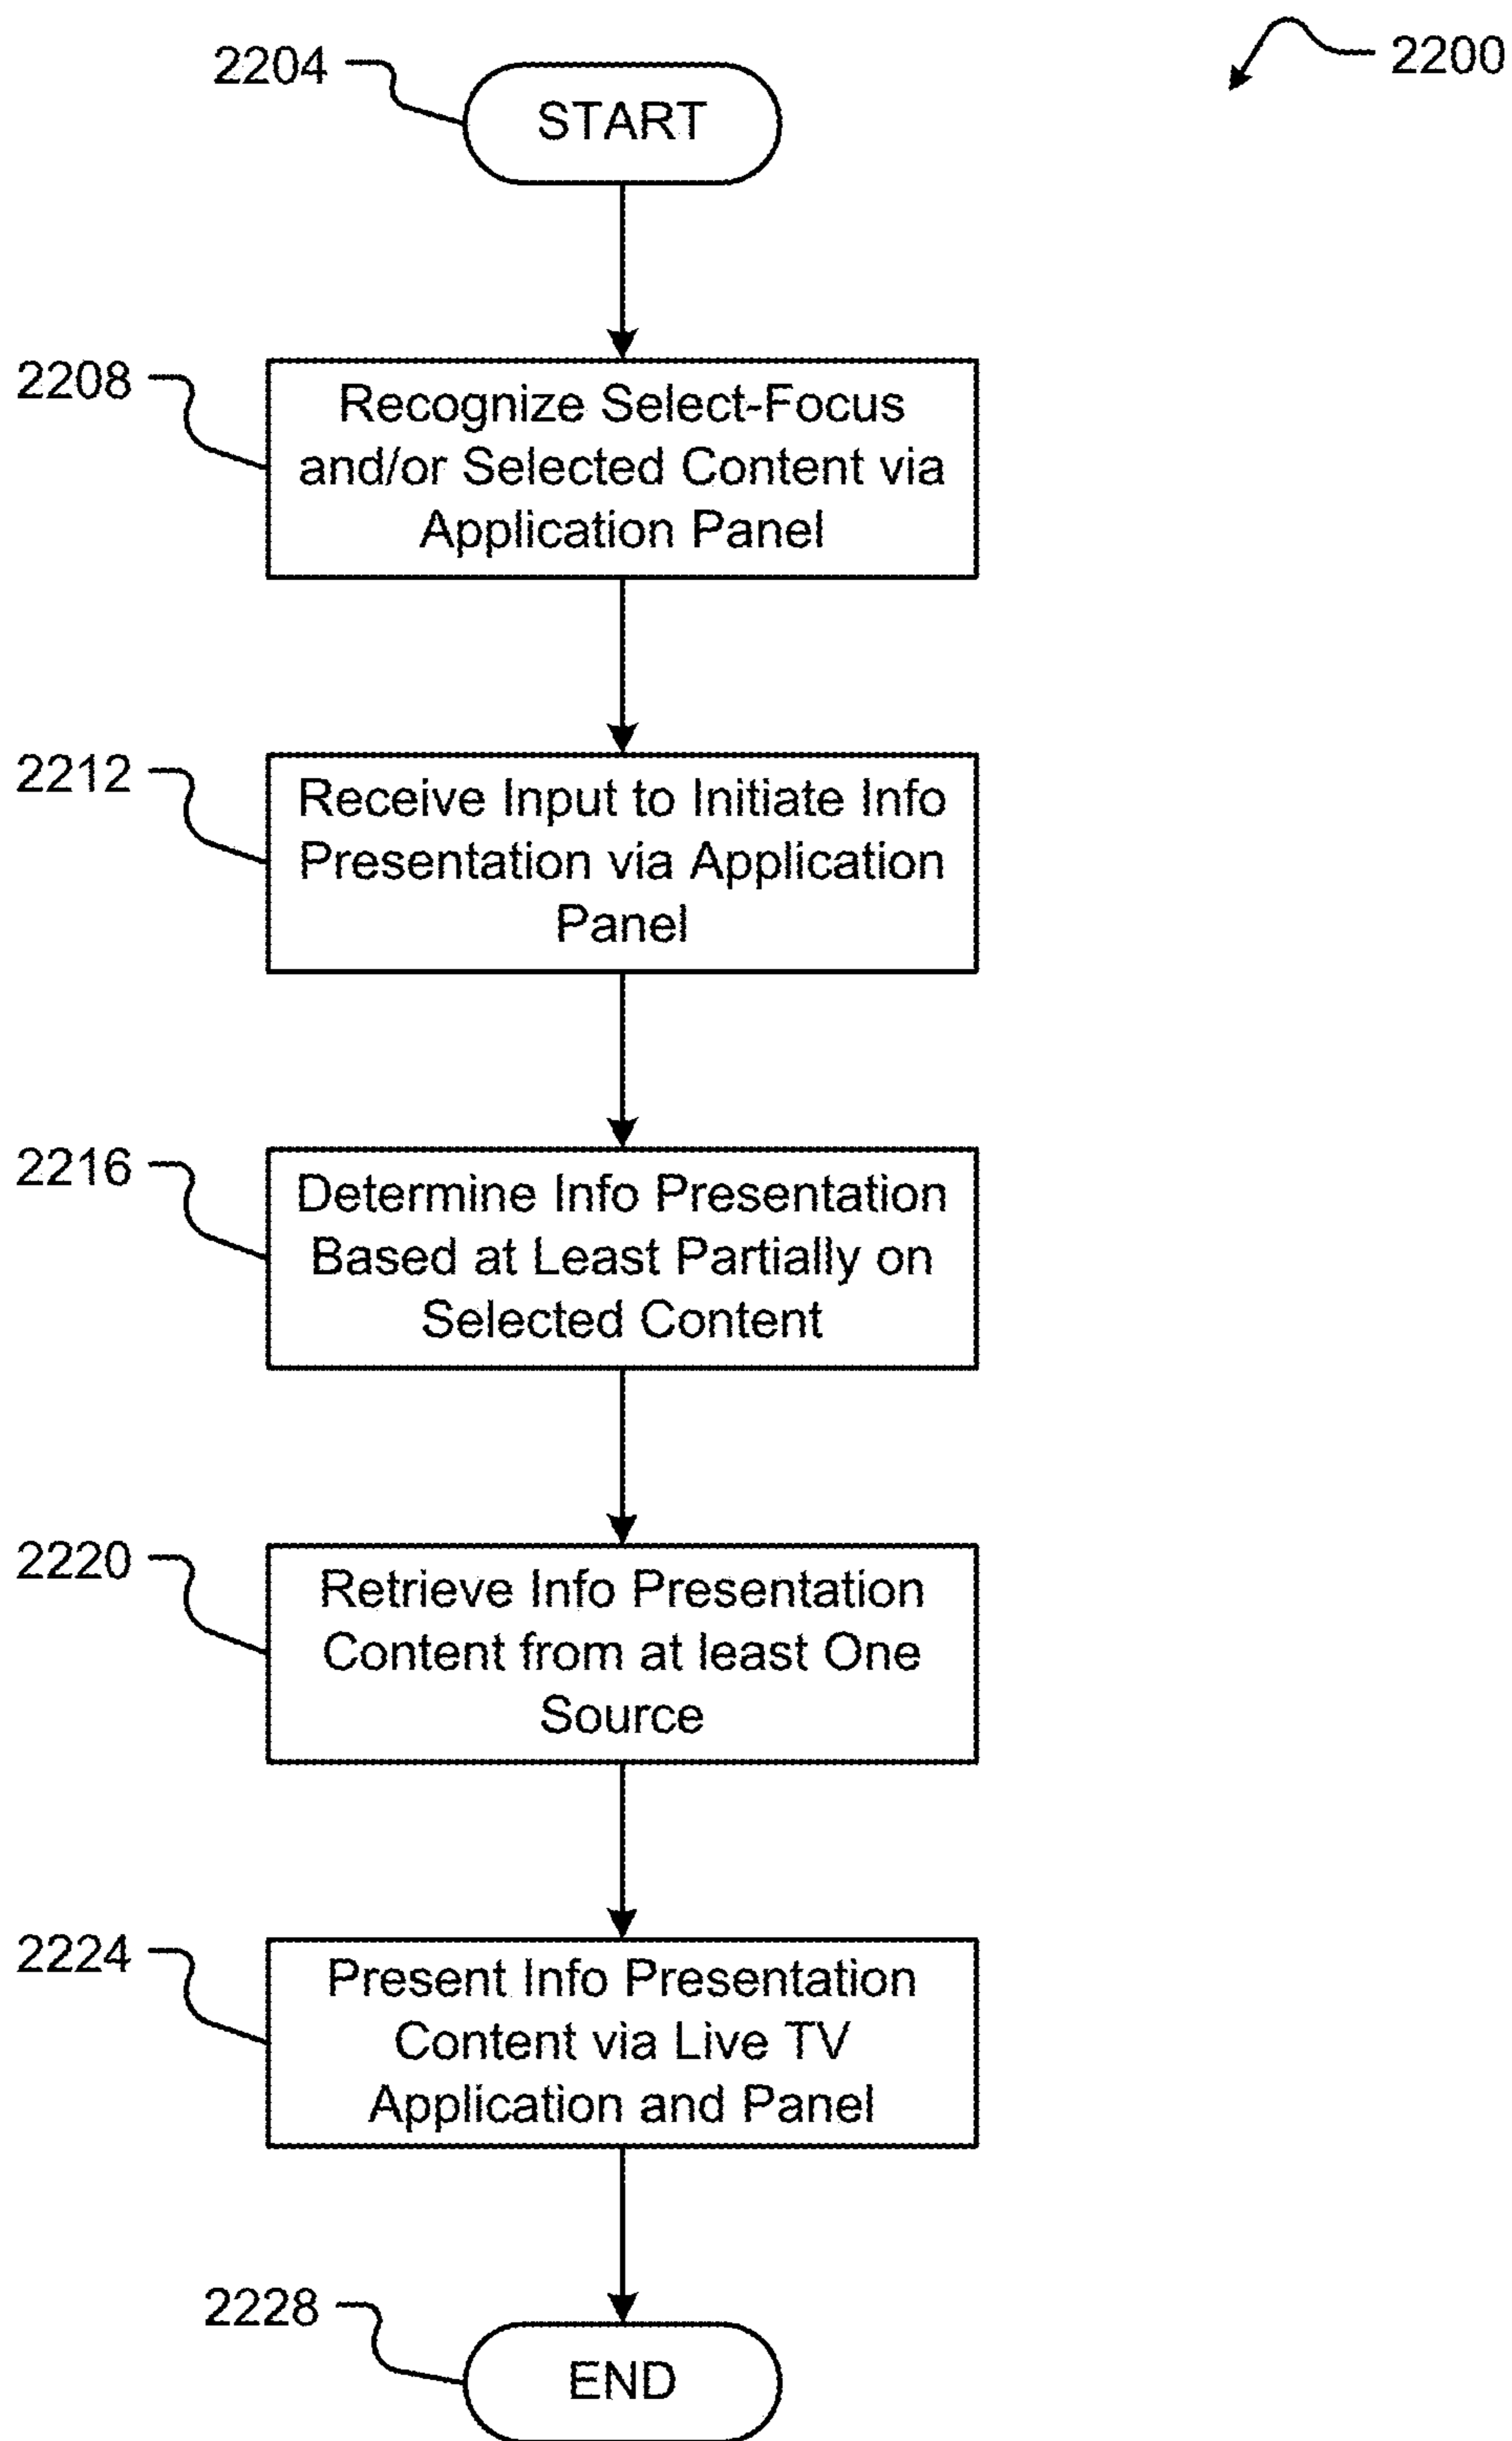 2200
2204
START
2208
Recognize Select-Focus
and/or Selected Content via
Application Panel
2212
Receive Input to Initiate Info
Presentation via Application
Panel
2216
Determine Info Presentation
Based at Least Partially on
Selected Content
2220
Retrieve Info Presentation
Content from at least One
Source
2224
Present Info Presentation
Content via Live TV
Application and Panel
2228
END